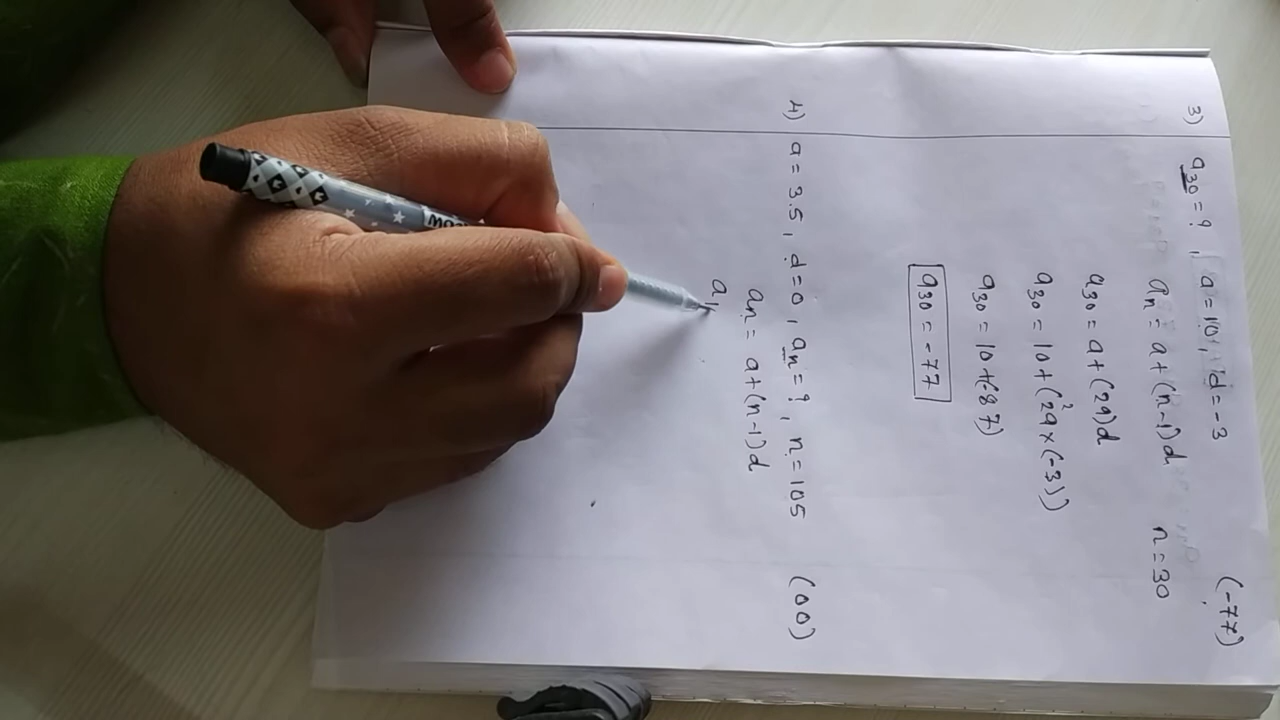 (-77)
3) a30 = ? , a = 10, d = -3
an = a + (n-1)d n = 30
a30 = a + (29)d
a30 = 10 + (29 × (-3))
a30 = 10 + (-87)
a30 = -77
4) a = 3.5 , d = 0 , an = ? , n = 105 (00)
an = a + (n-1)d
a1